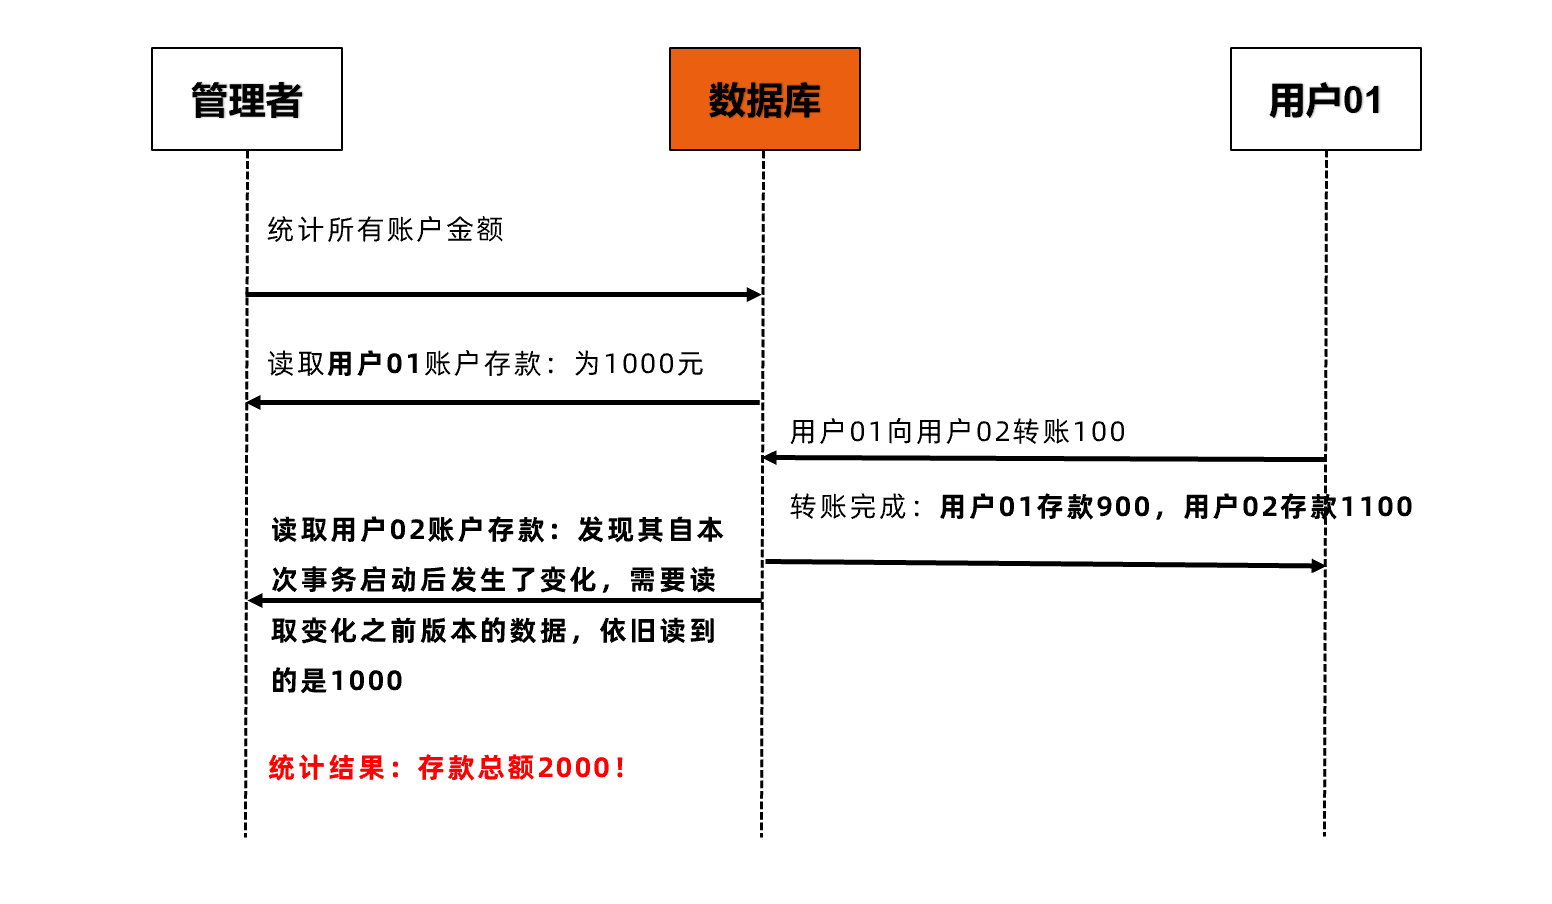 管理者
数据库
用户01
统计所有账户金额
读取用户01账户存款：为1000元
用户01向用户02转账100
转账完成：用户01存款900，用户02存款1100
读取用户02账户存款：发现其自本
次事务启动后发生了变化，需要读
取变化之前版本的数据，依旧读到
的是1000
统计结果：存款总额2000！